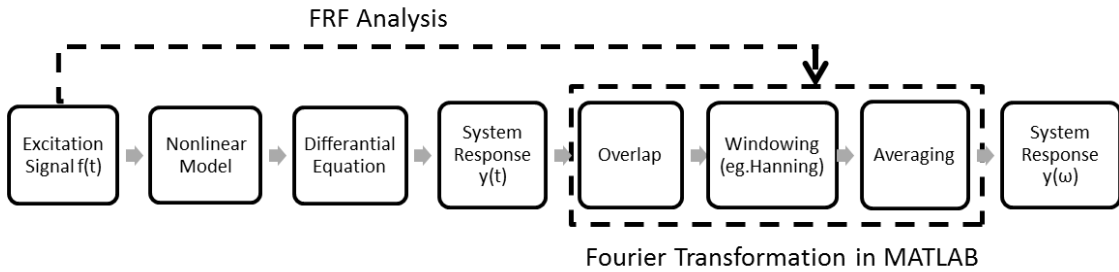 FRF Analysis
Excitation
Signal f(t)
Nonlinear
Model
Differantial
Equation
System
Response
y(t)
Overlap
Windowing
(eg.Hanning)
Averaging
System
Response
y(ω)
Fourier Transformation in MATLAB